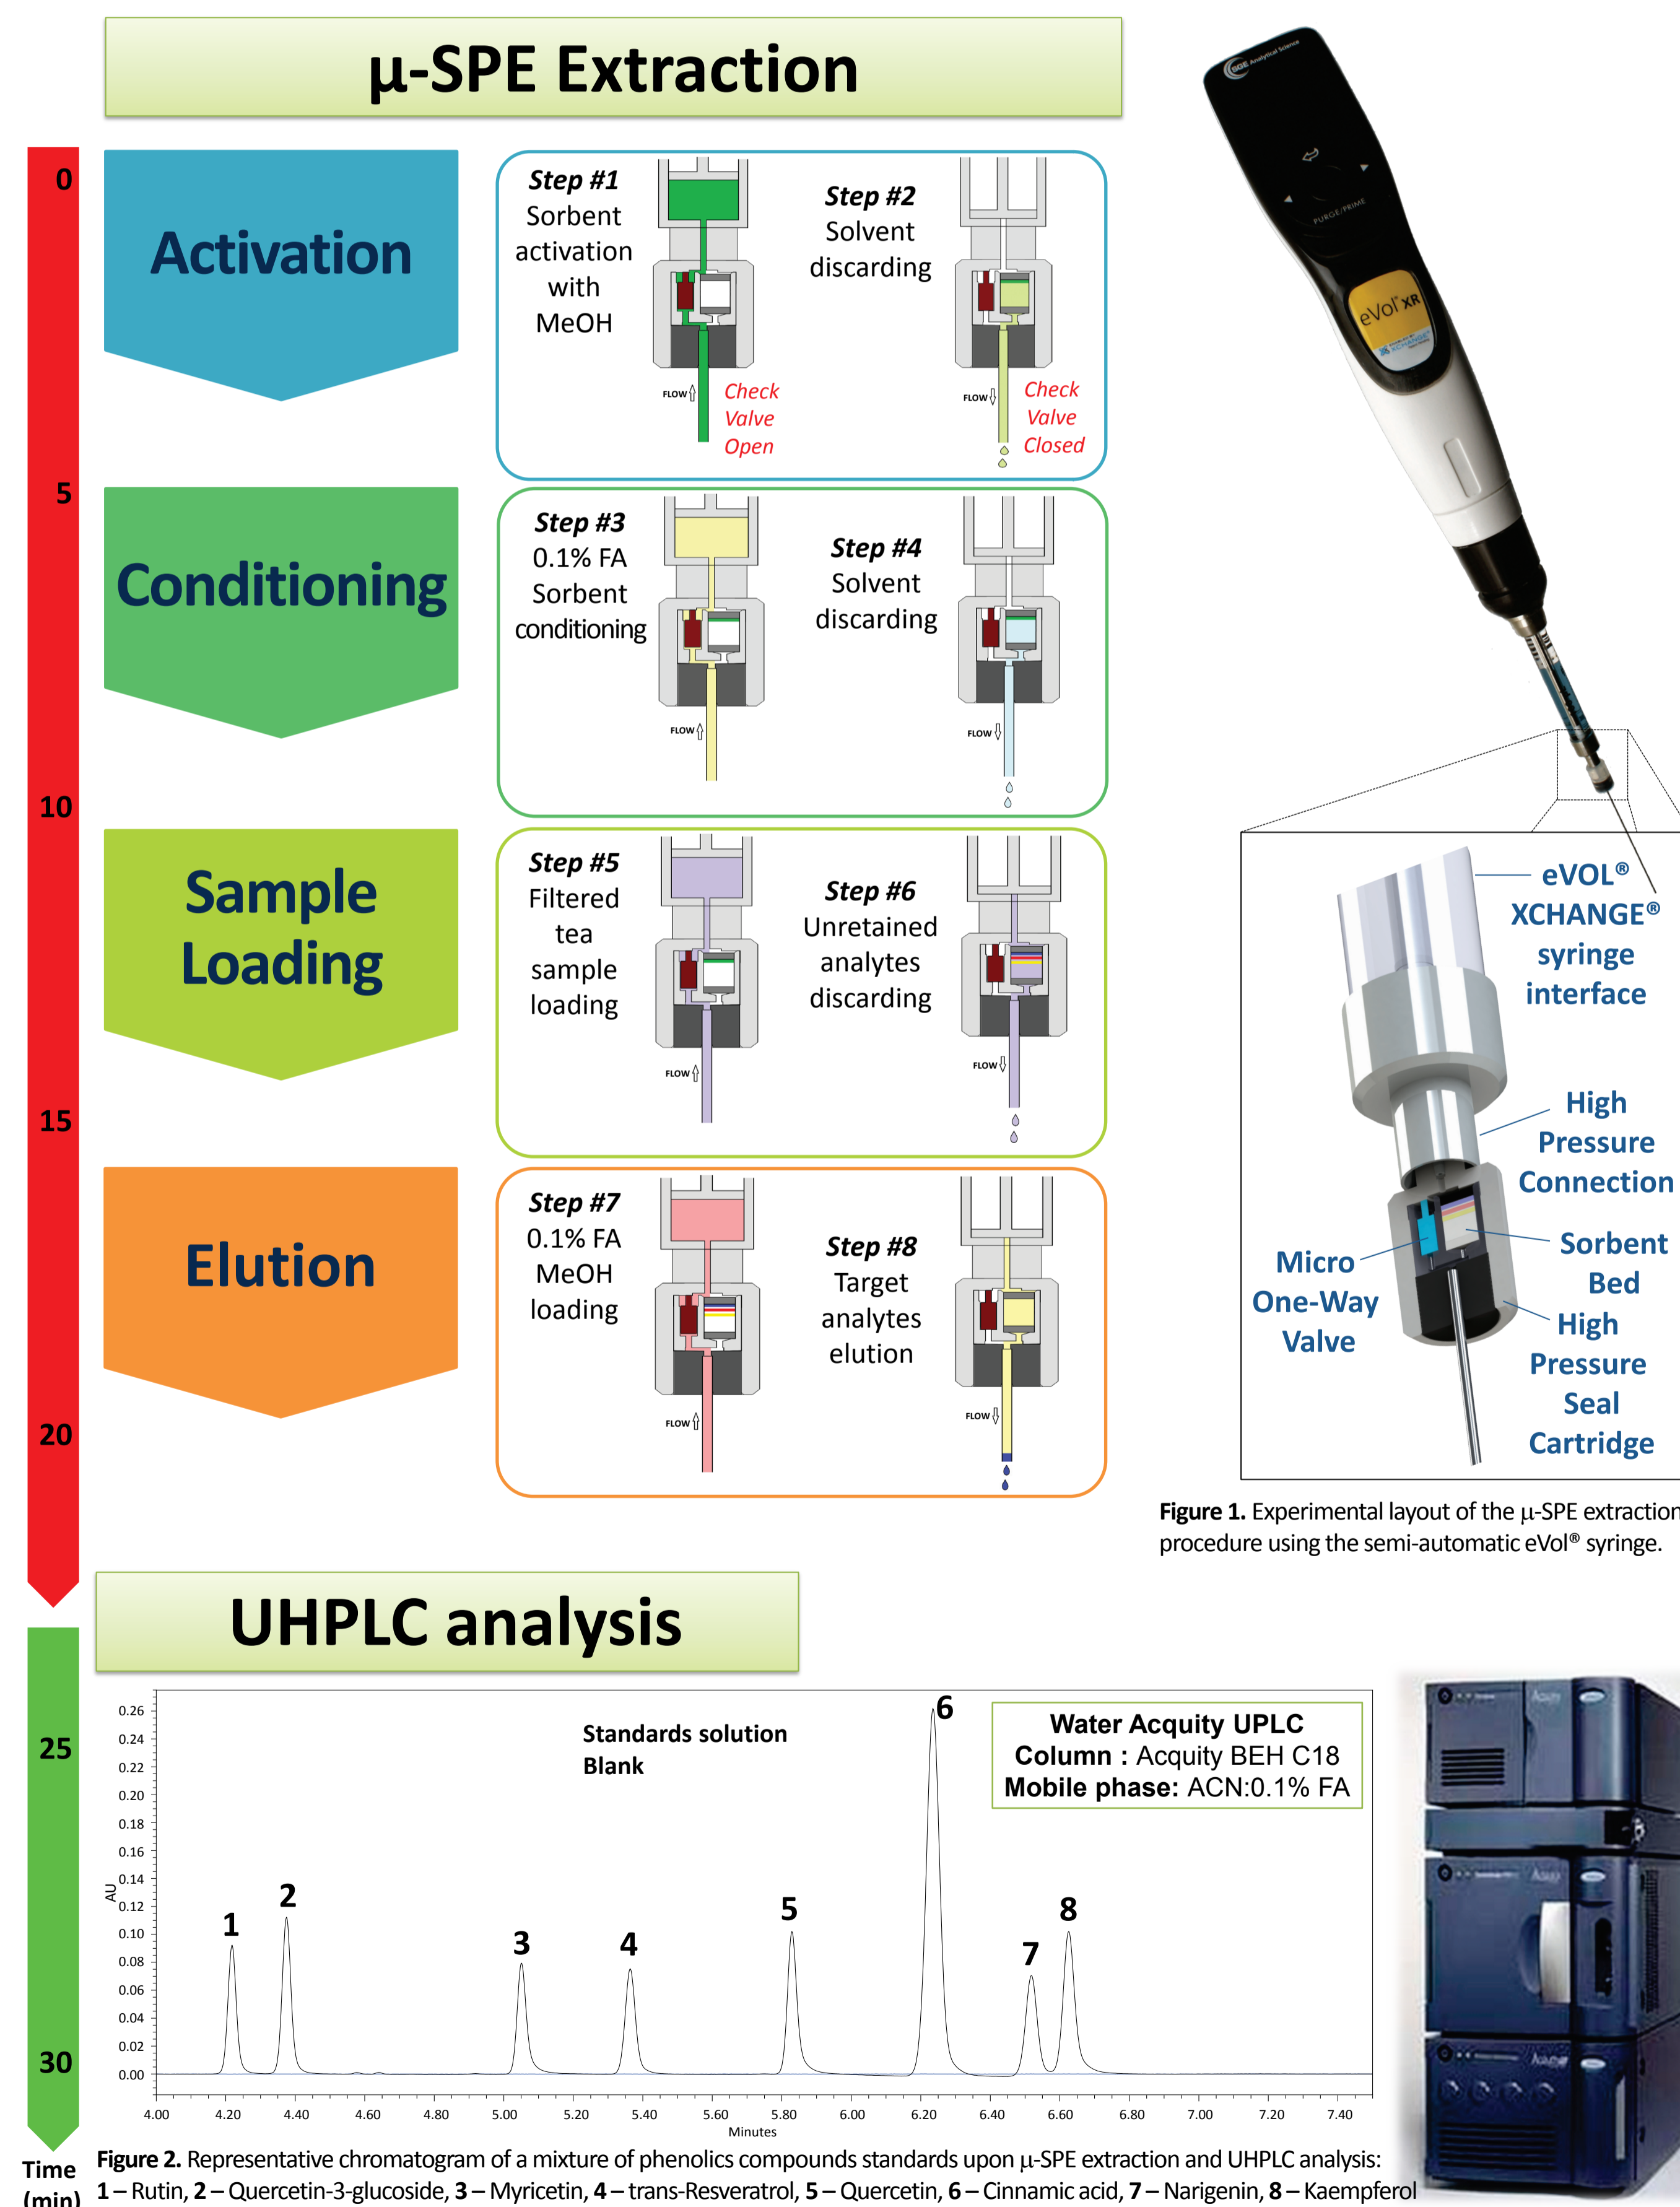 µ-SPE Extraction
0
5
10
15
20
25
30
Time
(min)
Activation
Step #1
Sorbent
activation
with
MeOH
FLOW
Check
Valve
Open
Step #2
Solvent
discarding
FLOW
Check
Valve
Closed
Conditioning
Step #3
0.1% FA
Sorbent
conditioning
FLOW
Step #4
Solvent
discarding
FLOW
Sample
Loading
Step #5
Filtered
tea
sample
loading
FLOW
Step #6
Unretained
analytes
discarding
FLOW
Elution
Step #7
0.1% FA
MeOH
loading
FLOW
Step #8
Target
analytes
elution
FLOW
SGE Analytical Science
PURGE/PRIME
eVol® XR
XCHANGE™
eVOL®
XCHANGE®
syringe
interface
High
Pressure
Connection
Sorbent
Bed
Micro
One-Way
Valve
High
Pressure
Seal
Cartridge
Figure 1. Experimental layout of the µ-SPE extraction
procedure using the semi-automatic eVol® syringe.
UHPLC analysis
Standards solution
Blank
Water Acquity UPLC
Column : Acquity BEH C18
Mobile phase: ACN:0.1% FA
AU
0.26
0.24
0.22
0.20
0.18
0.16
0.14
0.12
0.10
0.08
0.06
0.04
0.02
0.00
1
2
3
4
5
6
7
8
4.00 4.20 4.40 4.60 4.80 5.00 5.20 5.40 5.60 5.80 6.00 6.20 6.40 6.60 6.80 7.00 7.20 7.40
Minutes
Acquity
Acquity
Acquity
Figure 2. Representative chromatogram of a mixture of phenolics compounds standards upon µ-SPE extraction and UHPLC analysis:
1 – Rutin, 2 – Quercetin-3-glucoside, 3 – Myricetin, 4 – trans-Resveratrol, 5 – Quercetin, 6 – Cinnamic acid, 7 – Narigenin, 8 – Kaempferol